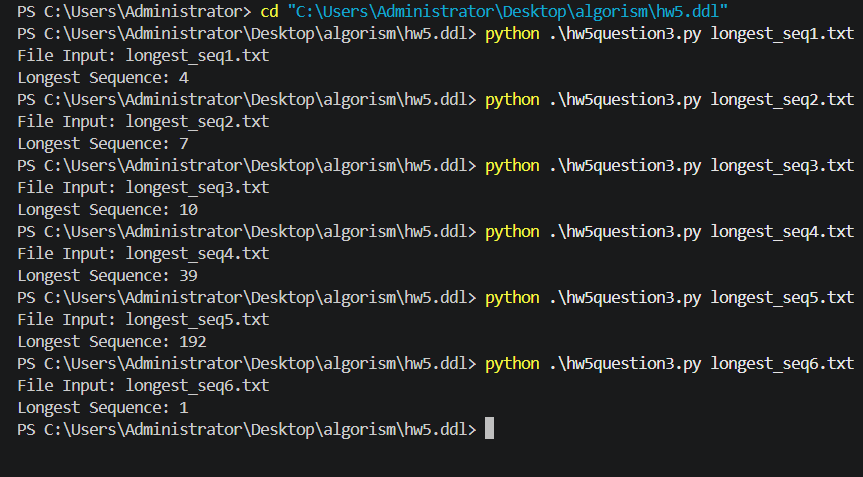 PS C:\Users\Administrator> cd "C:\Users\Administrator\Desktop\algorism\hw5.ddl"
PS C:\Users\Administrator\Desktop\algorism\hw5.ddl> python .\hw5question3.py longest_seq1.txt
File Input: longest_seq1.txt
Longest Sequence: 4
PS C:\Users\Administrator\Desktop\algorism\hw5.ddl> python .\hw5question3.py longest_seq2.txt
File Input: longest_seq2.txt
Longest Sequence: 7
PS C:\Users\Administrator\Desktop\algorism\hw5.ddl> python .\hw5question3.py longest_seq3.txt
File Input: longest_seq3.txt
Longest Sequence: 10
PS C:\Users\Administrator\Desktop\algorism\hw5.ddl> python .\hw5question3.py longest_seq4.txt
File Input: longest_seq4.txt
Longest Sequence: 39
PS C:\Users\Administrator\Desktop\algorism\hw5.ddl> python .\hw5question3.py longest_seq5.txt
File Input: longest_seq5.txt
Longest Sequence: 192
PS C:\Users\Administrator\Desktop\algorism\hw5.ddl> python .\hw5question3.py longest_seq6.txt
File Input: longest_seq6.txt
Longest Sequence: 1
PS C:\Users\Administrator\Desktop\algorism\hw5.ddl>